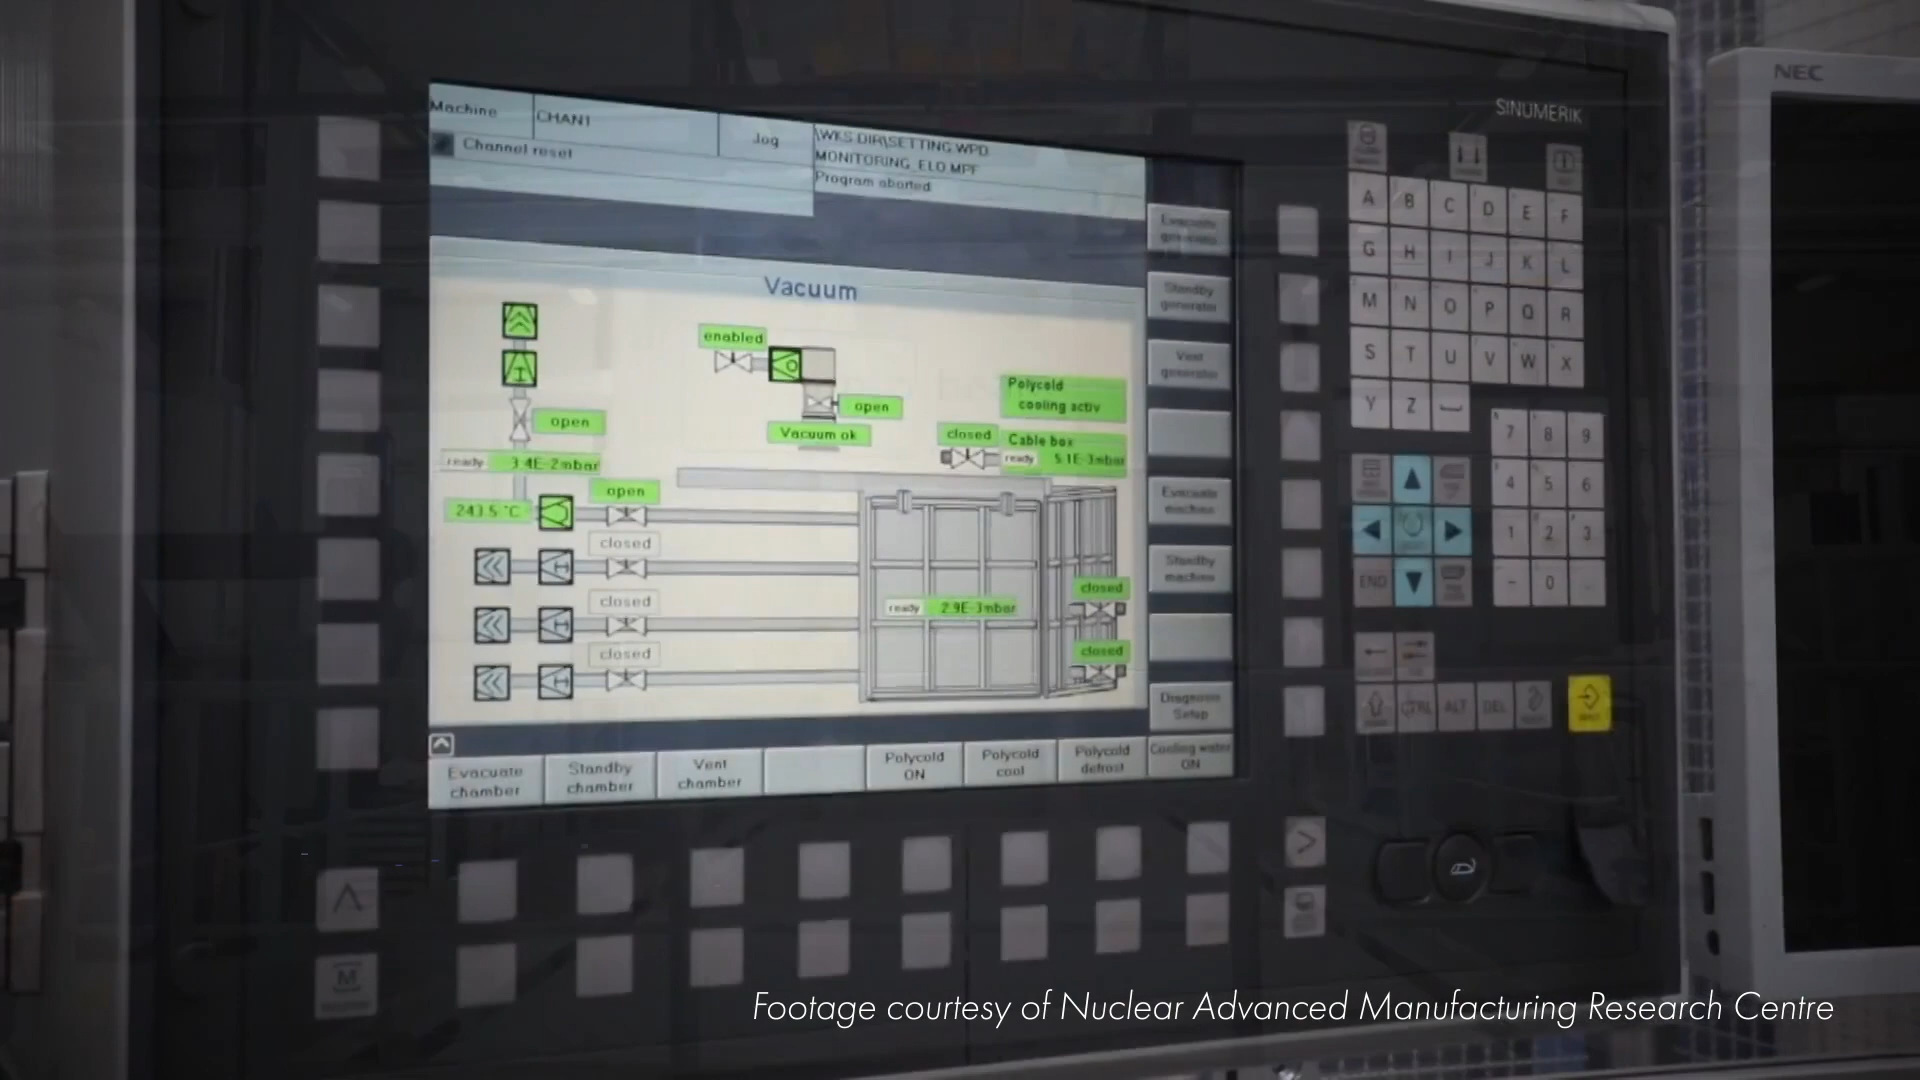 NEC
SINUMERIK
Machine
CHAN1
Jog
\WKS.DIR\SETTING.WPD
MONITORING_ELO.MPF
Channel reset
Program aborted
Vacuum
enabled
open
Vacuum ok
open
Polycold
cooling activ
closed
Cable box
ready 5.1E-3mbar
ready 3.4E-2mbar
open
243.5 °C
closed
closed
closed
ready 2.9E-3mbar
closed
closed
Evacuate
generator
Standby
generator
Vent
generator
Evacuate
machine
Standby
machine
Diagnosis
Setup
Evacuate
chamber
Standby
chamber
Vent
chamber
Polycold
ON
Polycold
cool
Polycold
defrost
Cooling water
ON
A B C D E F
G H I J K L
M N O P Q R
S T U V W X
Y Z
7 8 9
4 5 6
1 2 3
- 0 .
END
CTRL ALT DEL
M
Footage courtesy of Nuclear Advanced Manufacturing Research Centre